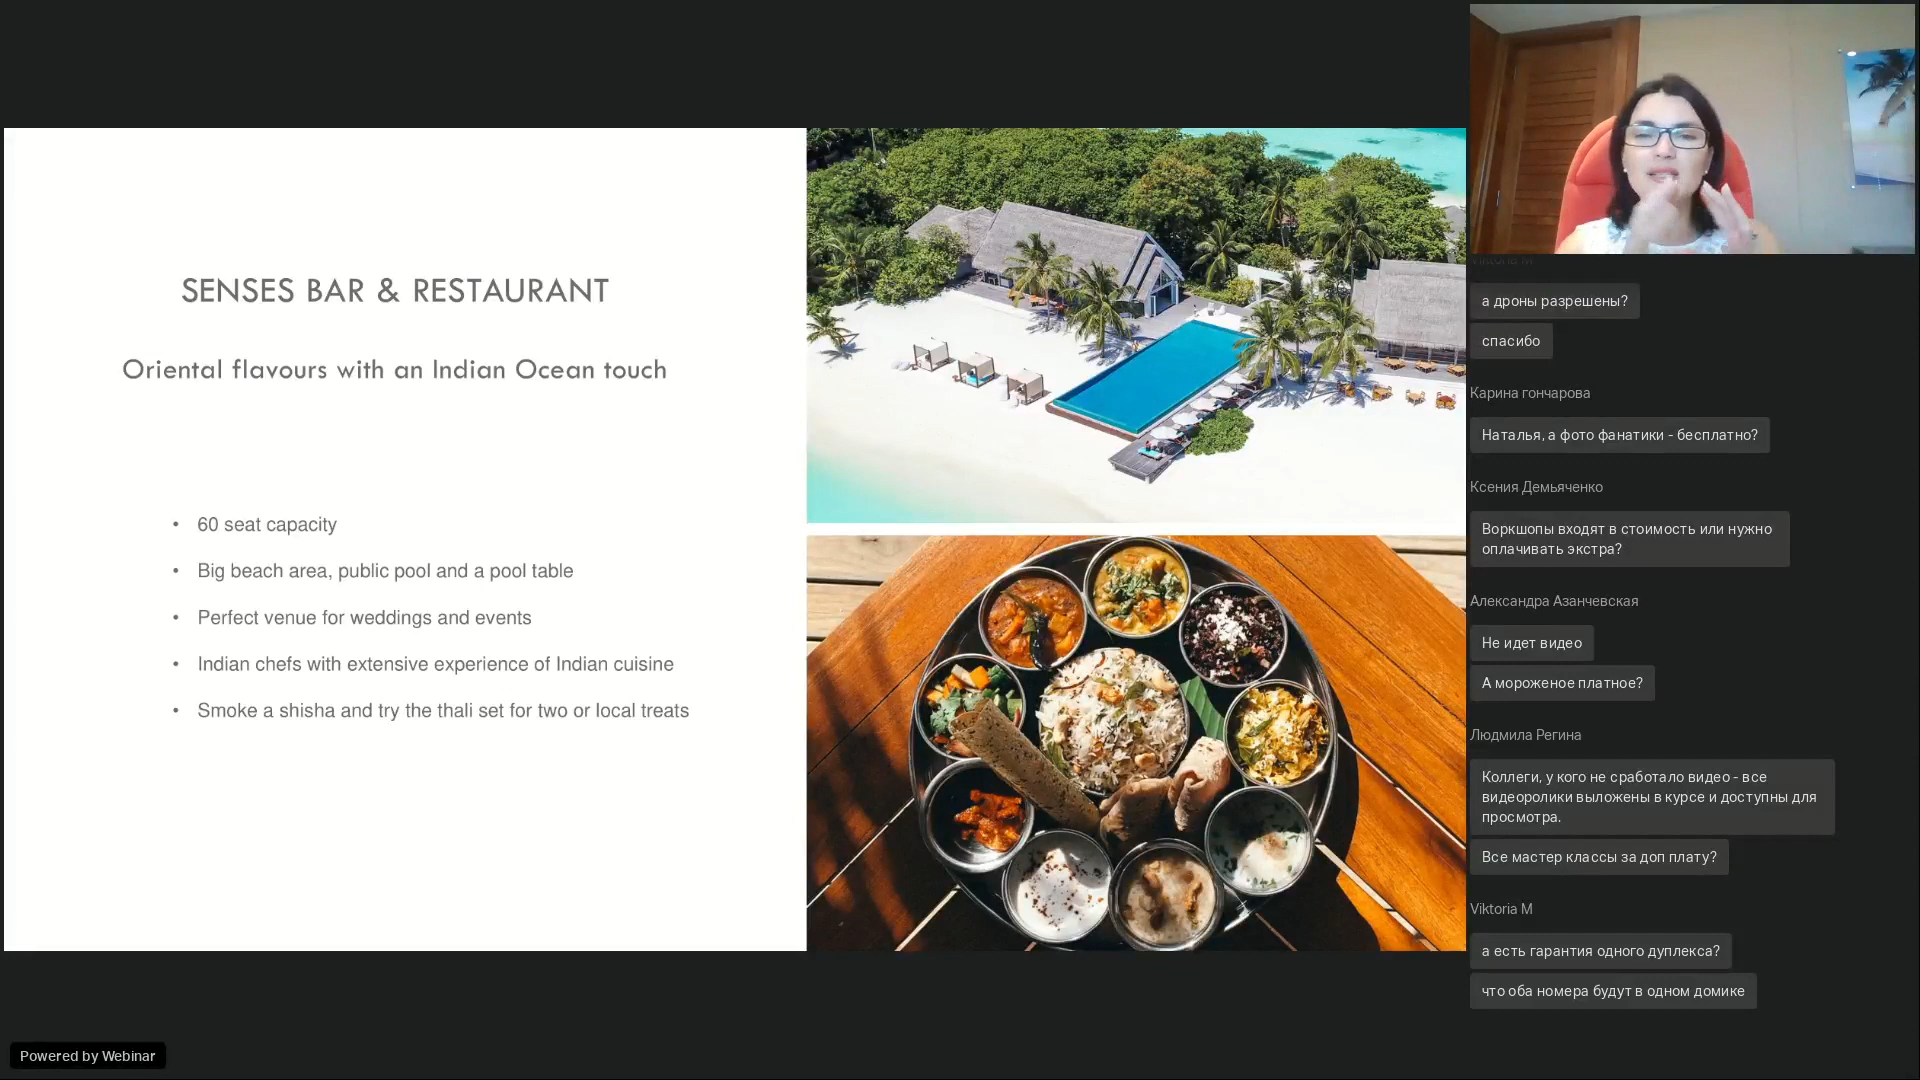 SENSES BAR & RESTAURANT
Oriental flavours with an Indian Ocean touch
• 60 seat capacity
• Big beach area, public pool and a pool table
• Perfect venue for weddings and events
• Indian chefs with extensive experience of Indian cuisine
• Smoke a shisha and try the thali set for two or local treats
Viktoria M
а дроны разрешены?
спасибо
Карина гончарова
Наталья, а фото фанатики - бесплатно?
Ксения Демьяченко
Воркшопы входят в стоимость или нужно
оплачивать экстра?
Александра Азанчевская
Не идет видео
А мороженое платное?
Людмила Регина
Коллеги, у кого не сработало видео - все
видеоролики выложены в курсе и доступны для
просмотра.
Все мастер классы за доп плату?
Viktoria M
а есть гарантия одного дуплекса?
что оба номера будут в одном домике
Powered by Webinar